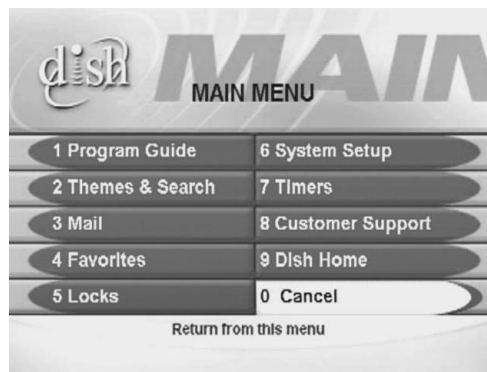 dish
MAIN
MAIN MENU
1 Program Guide
2 Themes & Search
3 Mail
4 Favorites
5 Locks
6 System Setup
7 Timers
8 Customer Support
9 Dish Home
0 Cancel
Return from this menu